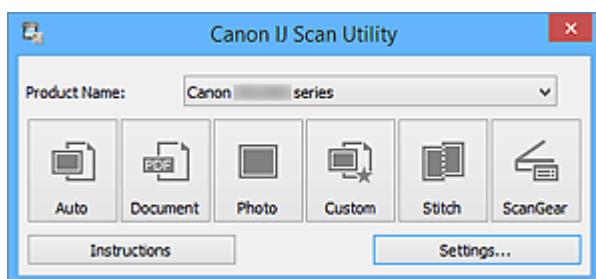 Canon IJ Scan Utility
Product Name: Canon series
Auto Document Photo Custom Stitch ScanGear
PDF
Instructions Settings...